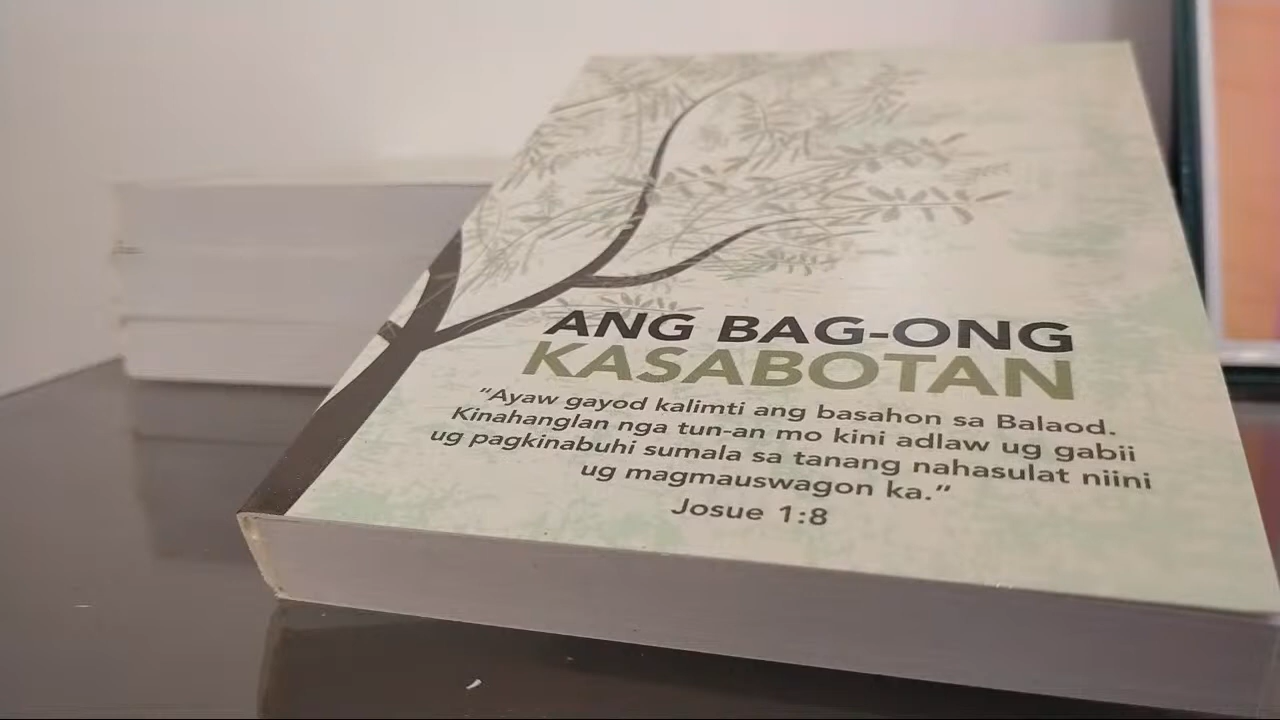 ANG BAG-ONG
KASABOTAN
"Ayaw gayod kalimti ang basahon sa Balaod.
Kinahanglan nga tun-an mo kini adlaw ug gabii
ug pagkinabuhi sumala sa tanang nahasulat niini
ug magmauswagon ka."
Josue 1:8